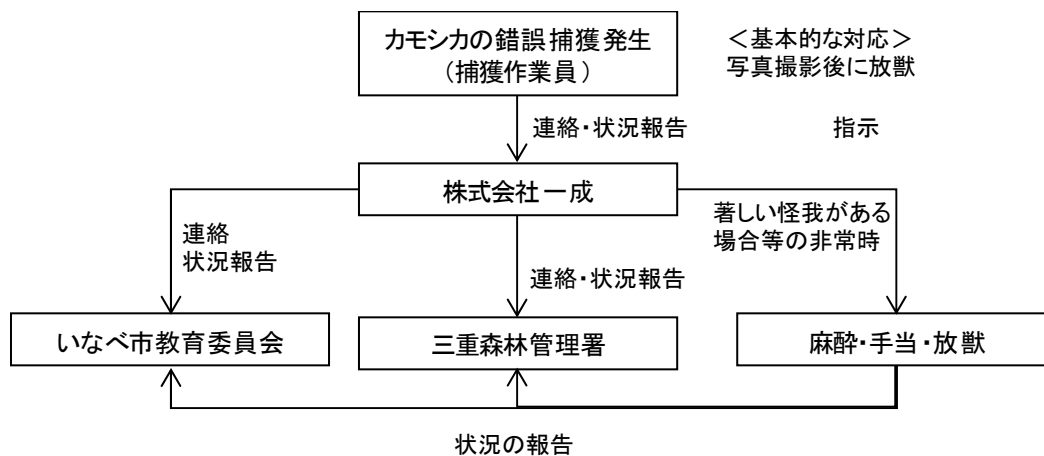 カモシカの錯誤捕獲発生
（捕獲作業員）
＜基本的な対応＞
写真撮影後に放獣
連絡・状況報告
指示
株式会社一成
連絡
状況報告
連絡・状況報告
著しい怪我がある
場合等の非常時
いなべ市教育委員会
三重森林管理署
麻酔・手当・放獣
状況の報告